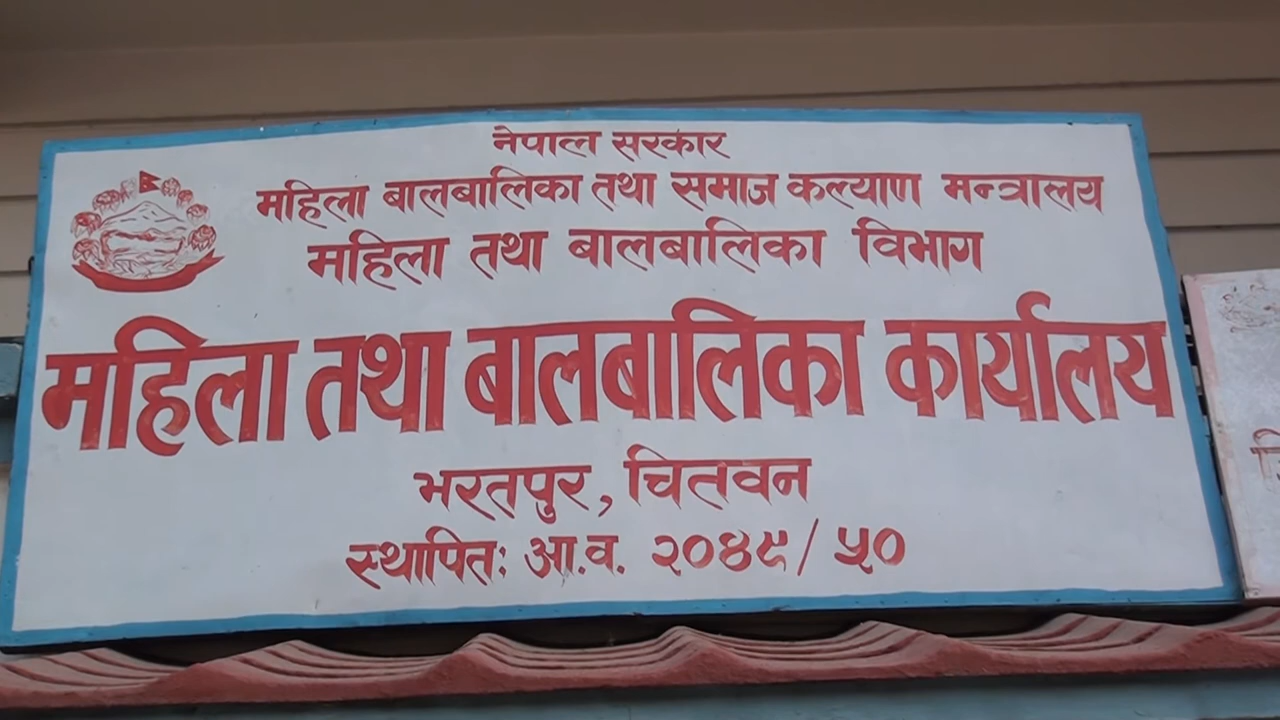 नेपाल सरकार
महिला बालबालिका तथा समाज कल्याण मन्त्रालय
महिला तथा बालबालिका विभाग
महिला तथा बालबालिका कार्यालय
भरतपुर, चितवन
स्थापित: आ.व. २०४९/५०